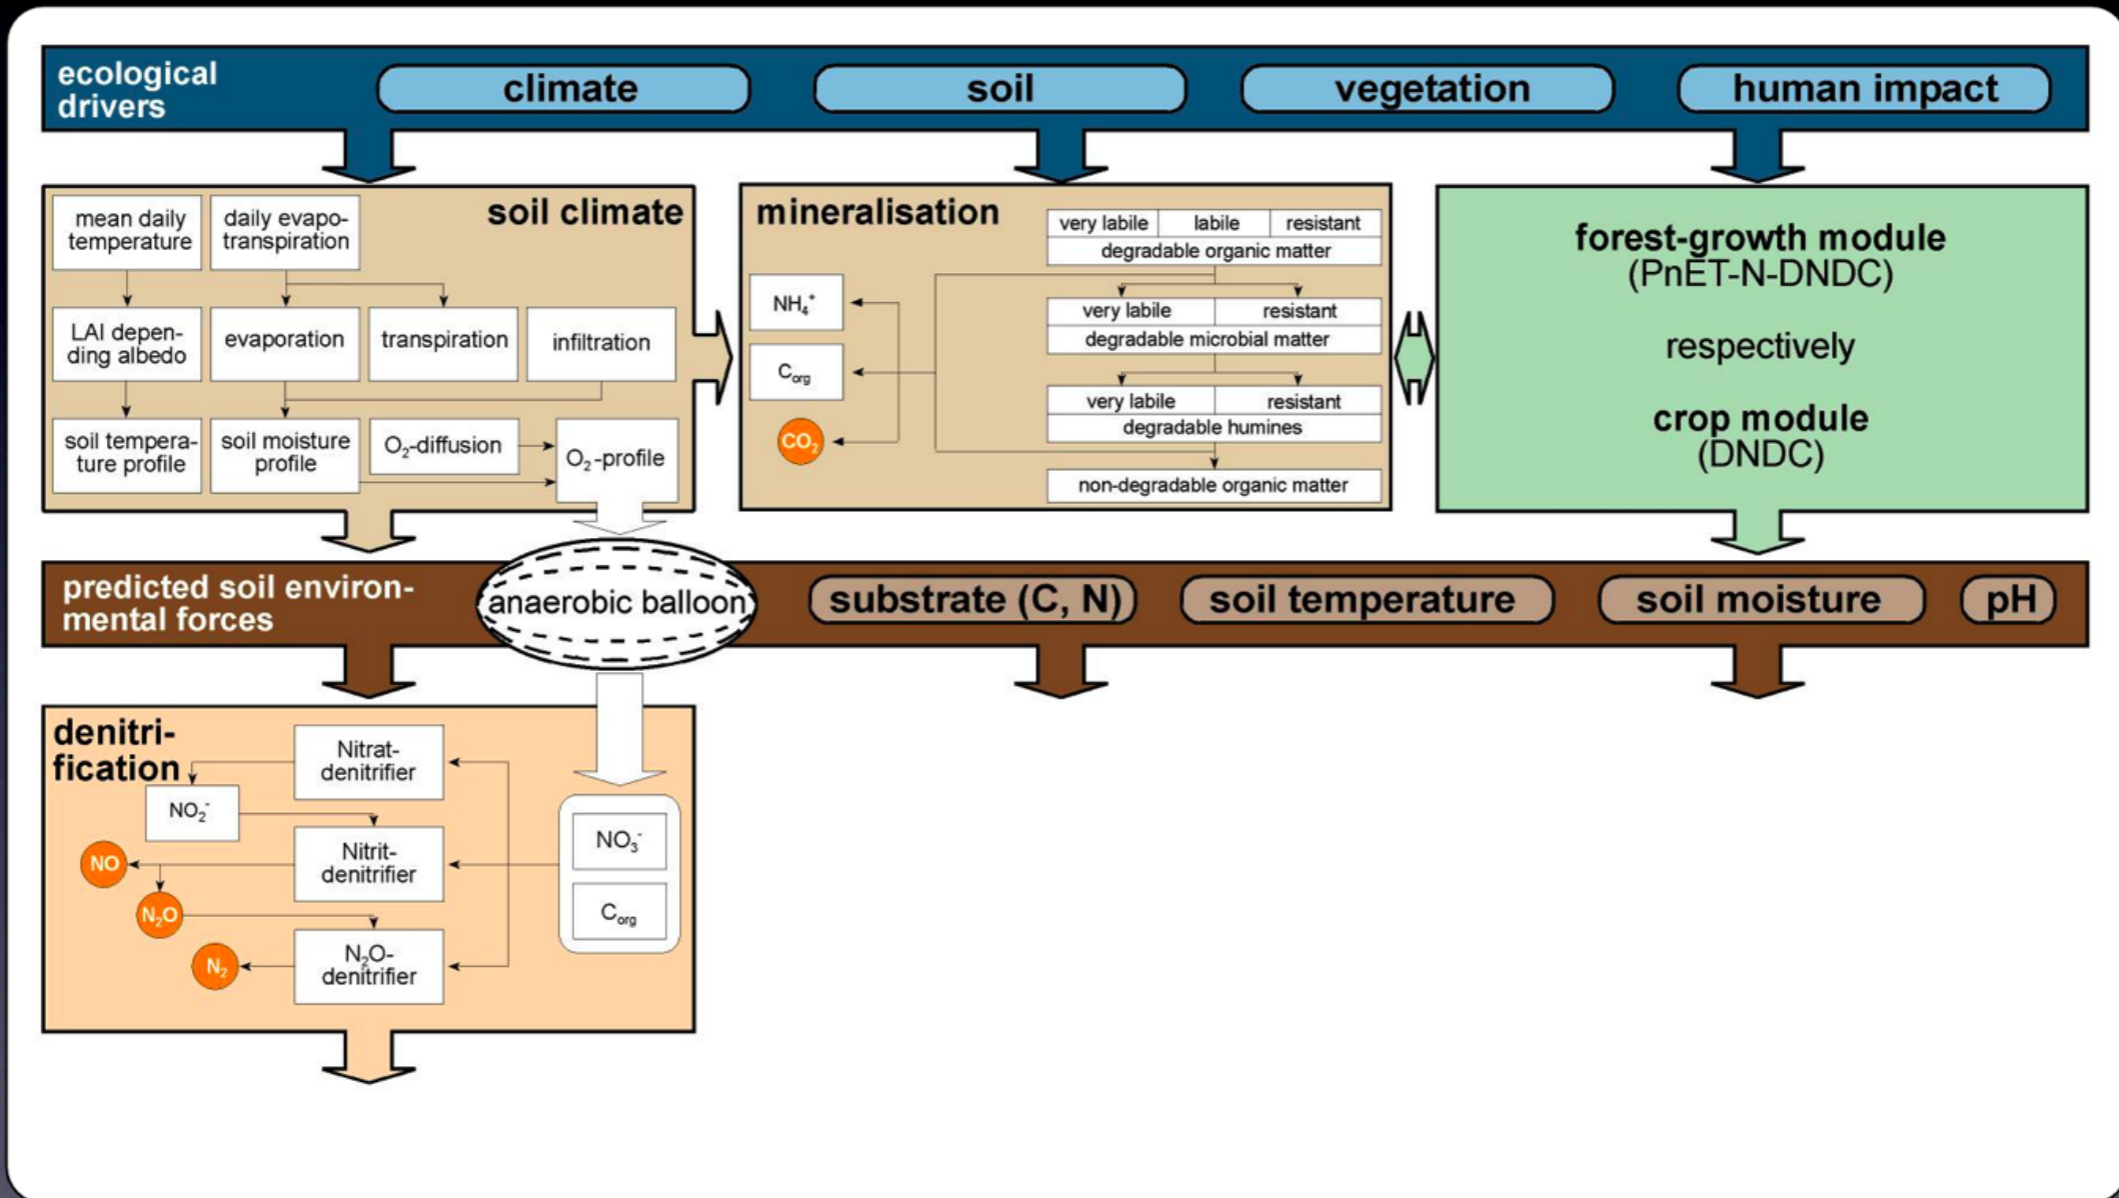 ecological
drivers
climate
soil
vegetation
human impact
soil climate
mean daily
temperature
daily evapo-
transpiration
LAI depen-
ding albedo
evaporation
transpiration
infiltration
soil tempera-
ture profile
soil moisture
profile
O₂-diffusion
O₂-profile
mineralisation
very labile
labile
resistant
degradable organic matter
NH₄⁺
very labile
resistant
degradable microbial matter
C_org
very labile
resistant
degradable humines
CO₂
non-degradable organic matter
forest-growth module
(PnET-N-DNDC)
respectively
crop module
(DNDC)
predicted soil environ-
mental forces
anaerobic balloon
substrate (C, N)
soil temperature
soil moisture
pH
denitri-
fication
Nitrat-
denitrifier
NO₂⁻
Nitrit-
denitrifier
NO
N₂O
N₂O-
denitrifier
N₂
NO₃⁻
C_org